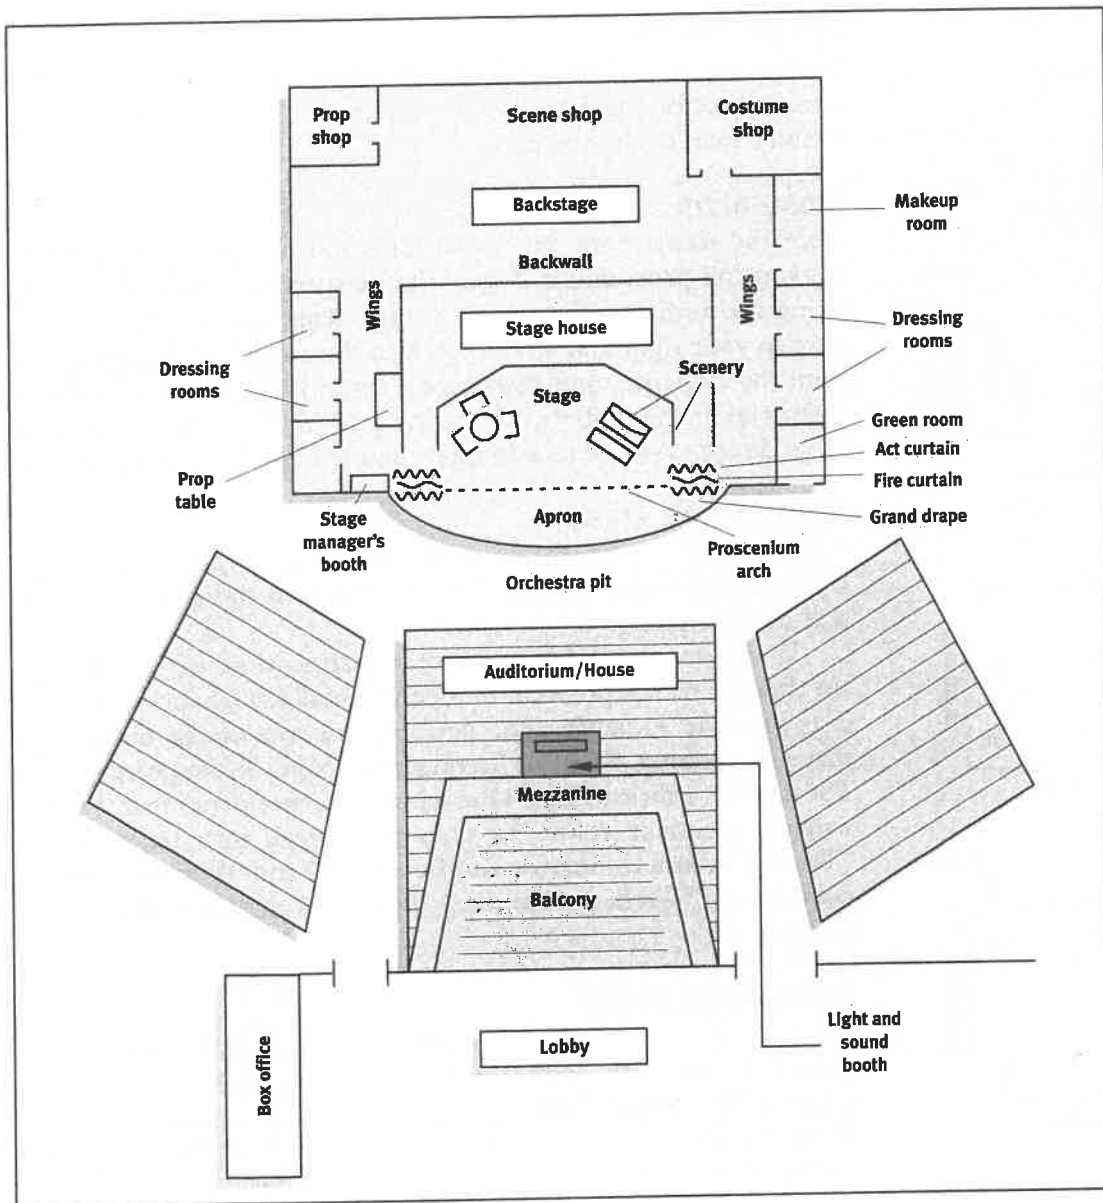 Prop
shop
Scene shop
Costume
shop
Backstage
Makeup
room
Backwall
Wings
Wings
Stage house
Dressing
rooms
Dressing
rooms
Scenery
Stage
Green room
Act curtain
Prop
table
Fire curtain
Stage
manager's
booth
Apron
Grand drape
Proscenium
arch
Orchestra pit
Auditorium/House
Mezzanine
Balcony
Light and
sound
booth
Lobby
Box office